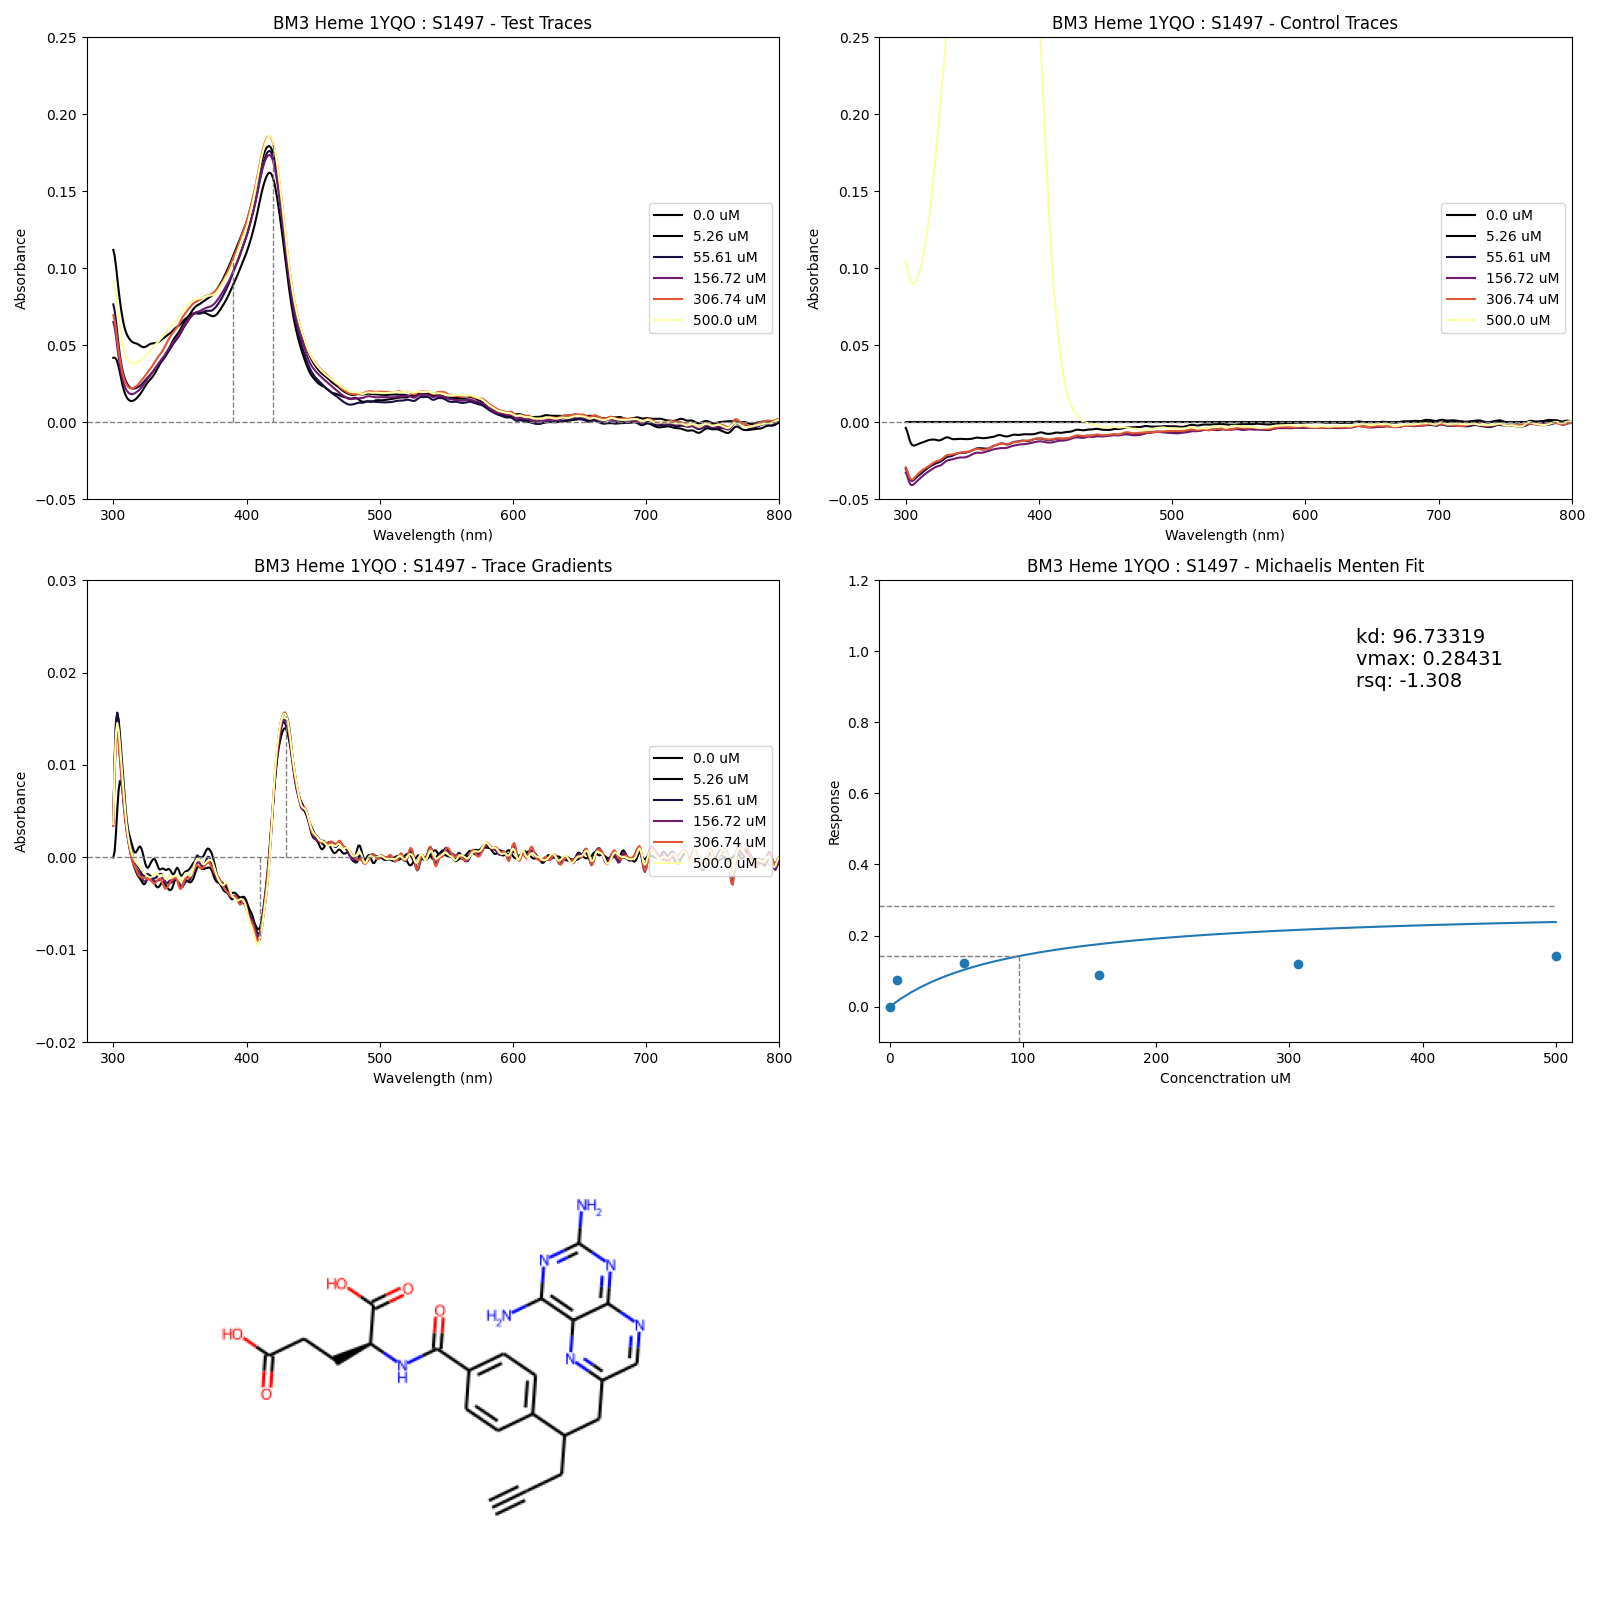 BM3 Heme 1YQO : S1497 - Test Traces
0.25
0.20
0.15
0.10
0.05
0.00
−0.05
Absorbance
0.0 uM
5.26 uM
55.61 uM
156.72 uM
306.74 uM
500.0 uM
300 400 500 600 700 800
Wavelength (nm)
BM3 Heme 1YQO : S1497 - Control Traces
0.25
0.20
0.15
0.10
0.05
0.00
−0.05
Absorbance
0.0 uM
5.26 uM
55.61 uM
156.72 uM
306.74 uM
500.0 uM
300 400 500 600 700 800
Wavelength (nm)
BM3 Heme 1YQO : S1497 - Trace Gradients
0.03
0.02
0.01
0.00
−0.01
−0.02
Absorbance
0.0 uM
5.26 uM
55.61 uM
156.72 uM
306.74 uM
500.0 uM
300 400 500 600 700 800
Wavelength (nm)
BM3 Heme 1YQO : S1497 - Michaelis Menten Fit
1.2
1.0
0.8
0.6
0.4
0.2
0.0
Response
kd: 96.73319
vmax: 0.28431
rsq: -1.308
0 100 200 300 400 500
Concenctration uM
NH2
N
N
HO
O
O
H2N
N
HO
N
N
H
O